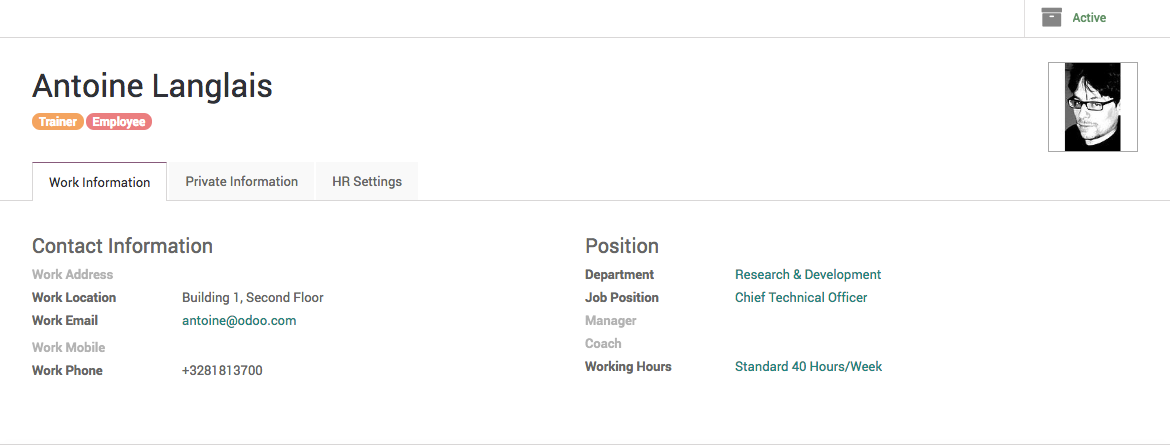 Active
Antoine Langlais
Trainer Employee
Work Information Private Information HR Settings
Contact Information
Work Address
Work Location Building 1, Second Floor
Work Email antoine@odoo.com
Work Mobile
Work Phone +3281813700
Position
Department Research & Development
Job Position Chief Technical Officer
Manager
Coach
Working Hours Standard 40 Hours/Week